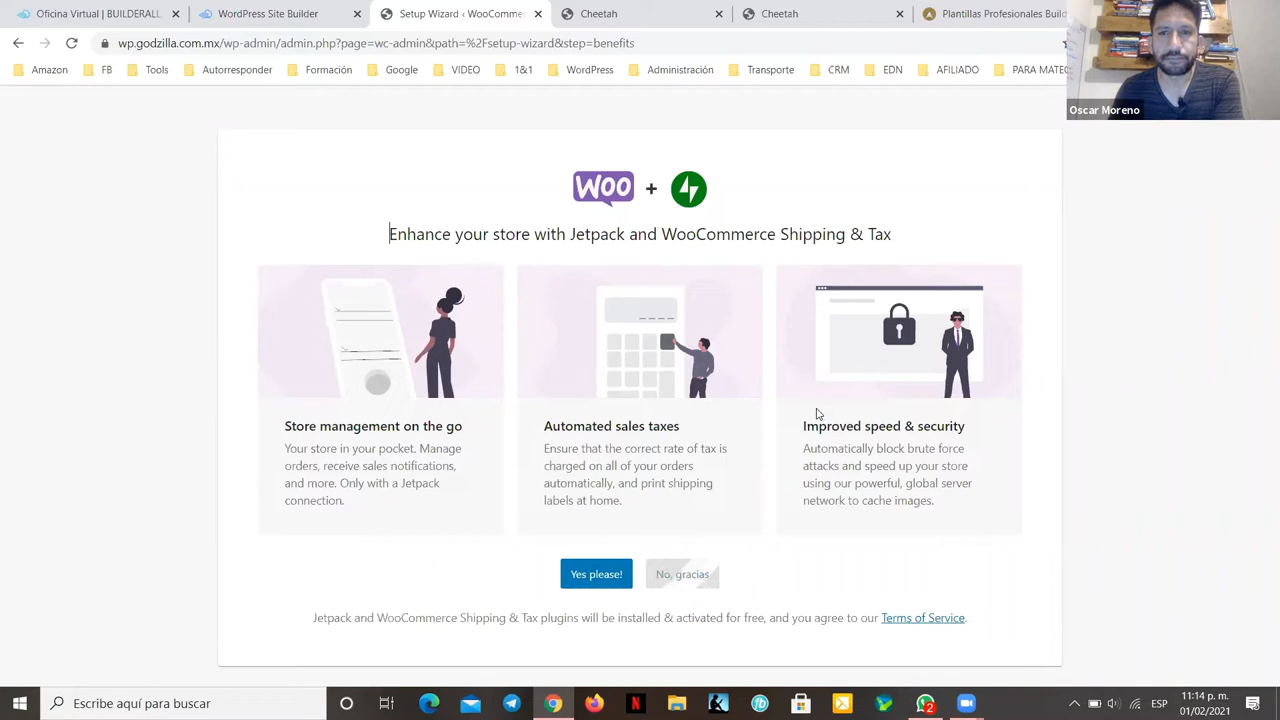 Oficina Virtual | BUILDERALL
Wordpress Site Builder
Setup Wizard ‹ WooComme
Cheetah
Cheetah
Plantillas Profesionales Buil
wp.godzilla.com.mx/wp-admin/admin.php?page=wc-admin&path=%2Fsetup-wizard&step=benefits
Amazon
FB
Tools
Autorresponder
Formación
Google
VIDEO
1&1
WordPress
Administración
Transporte
CRM
EDN
AFILIADO
PARA MATEO
Oscar Moreno
WOO +
Enhance your store with Jetpack and WooCommerce Shipping & Tax
Store management on the go
Your store in your pocket. Manage
orders, receive sales notifications,
and more. Only with a Jetpack
connection.
Automated sales taxes
Ensure that the correct rate of tax is
charged on all of your orders
automatically, and print shipping
labels at home.
Improved speed & security
Automatically block brute force
attacks and speed up your store
using our powerful, global server
network to cache images.
Yes please!
No, gracias
Jetpack and WooCommerce Shipping & Tax plugins will be installed & activated for free, and you agree to our Terms of Service.
Escribe aquí para buscar
2
ESP
11:14 p. m.
01/02/2021